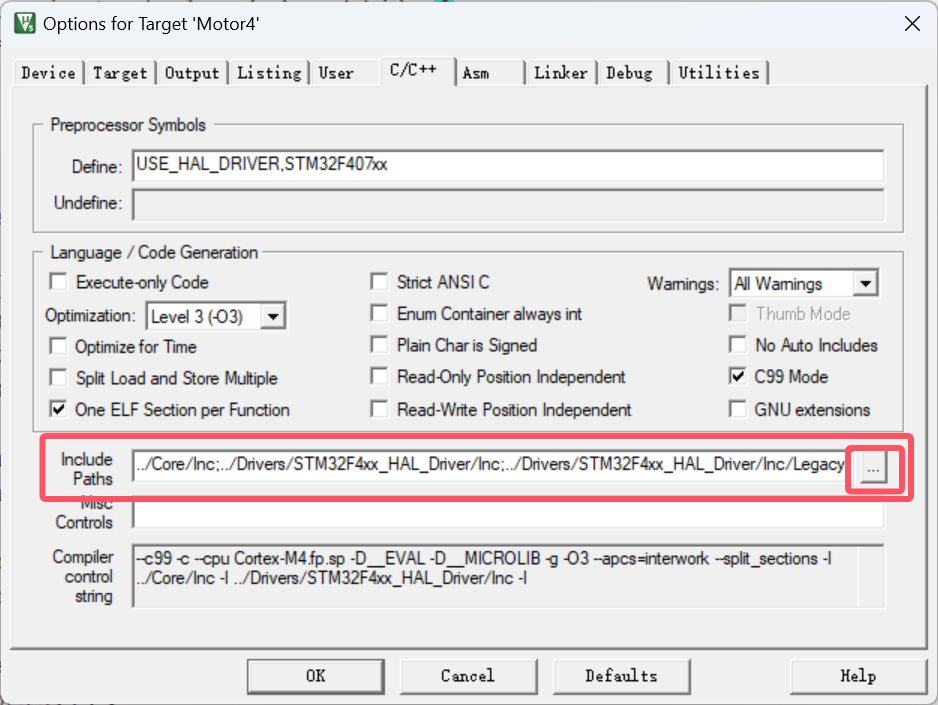 Options for Target 'Motor4'
Device Target Output Listing User C/C++ Asm Linker Debug Utilities
Preprocessor Symbols
Define: USE_HAL_DRIVER,STM32F407xx
Undefine:
Language / Code Generation
Execute-only Code Strict ANSI C Warnings: All Warnings
Optimization: Level 3 (-O3) Enum Container always int Thumb Mode
Optimize for Time Plain Char is Signed No Auto Includes
Split Load and Store Multiple Read-Only Position Independent C99 Mode
One ELF Section per Function Read-Write Position Independent GNU extensions
Include Paths ../Core/Inc;../Drivers/STM32F4xx_HAL_Driver/Inc;../Drivers/STM32F4xx_HAL_Driver/Inc/Legacy ...
Misc Controls
Compiler control string --c99 -c --cpu Cortex-M4.fp.sp -D__EVAL -D__MICROLIB -g -O3 --apcs=interwork --split_sections -I
../Core/Inc -I ../Drivers/STM32F4xx_HAL_Driver/Inc -I
OK Cancel Defaults Help